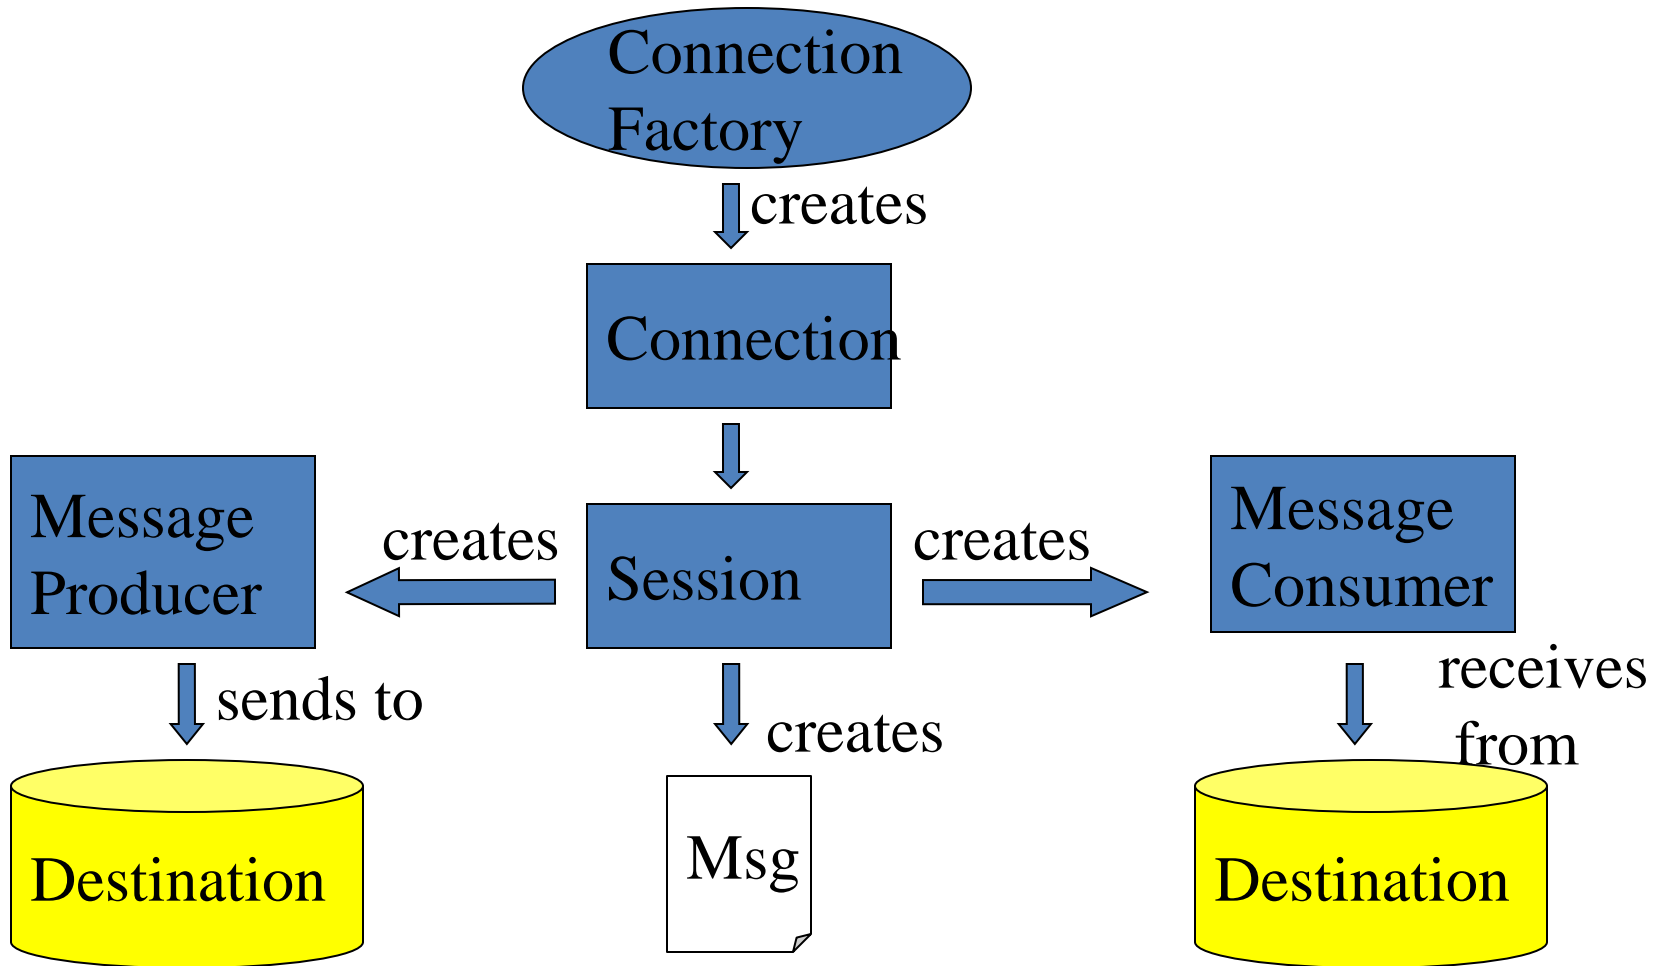 Connection
Factory
creates
Connection
Message
Producer
creates
Session
creates
Message
Consumer
sends to
creates
receives
from
Destination
Msg
Destination